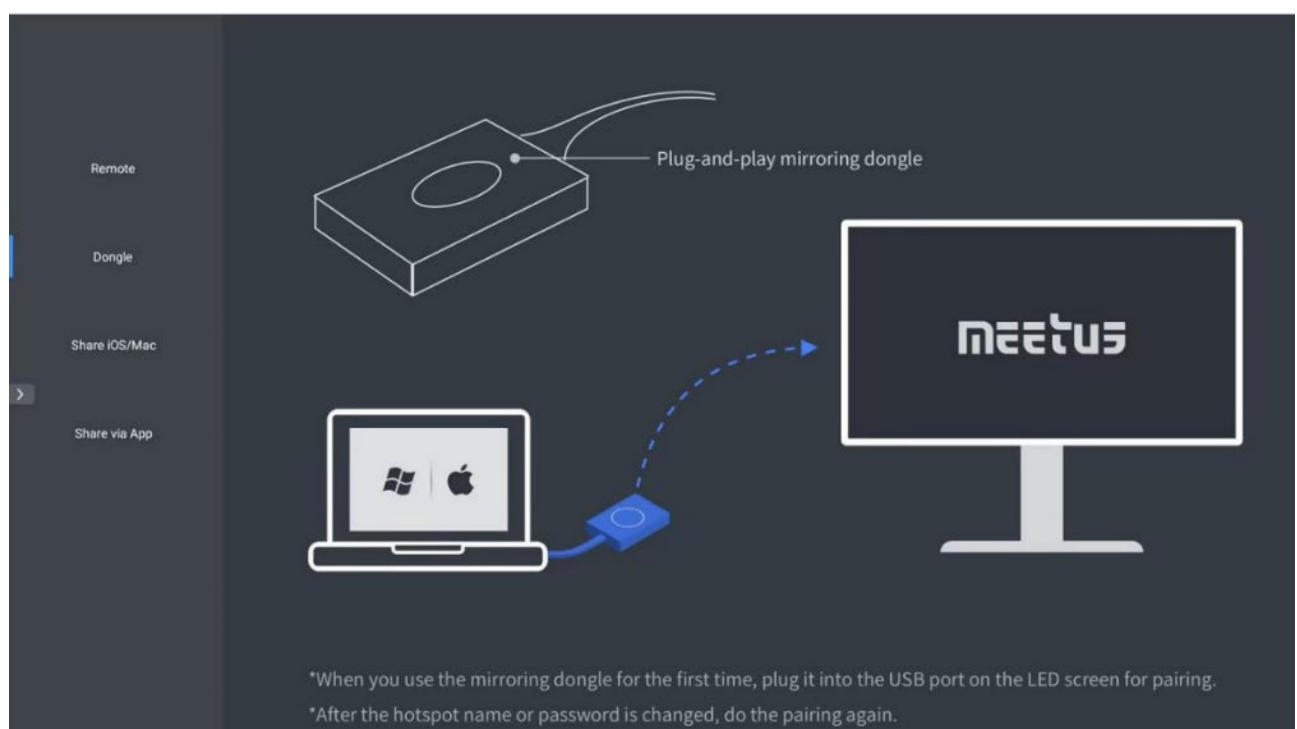 Remote
Dongle
Share iOS/Mac
Share via App
Plug-and-play mirroring dongle
meetus
*When you use the mirroring dongle for the first time, plug it into the USB port on the LED screen for pairing.
*After the hotspot name or password is changed, do the pairing again.